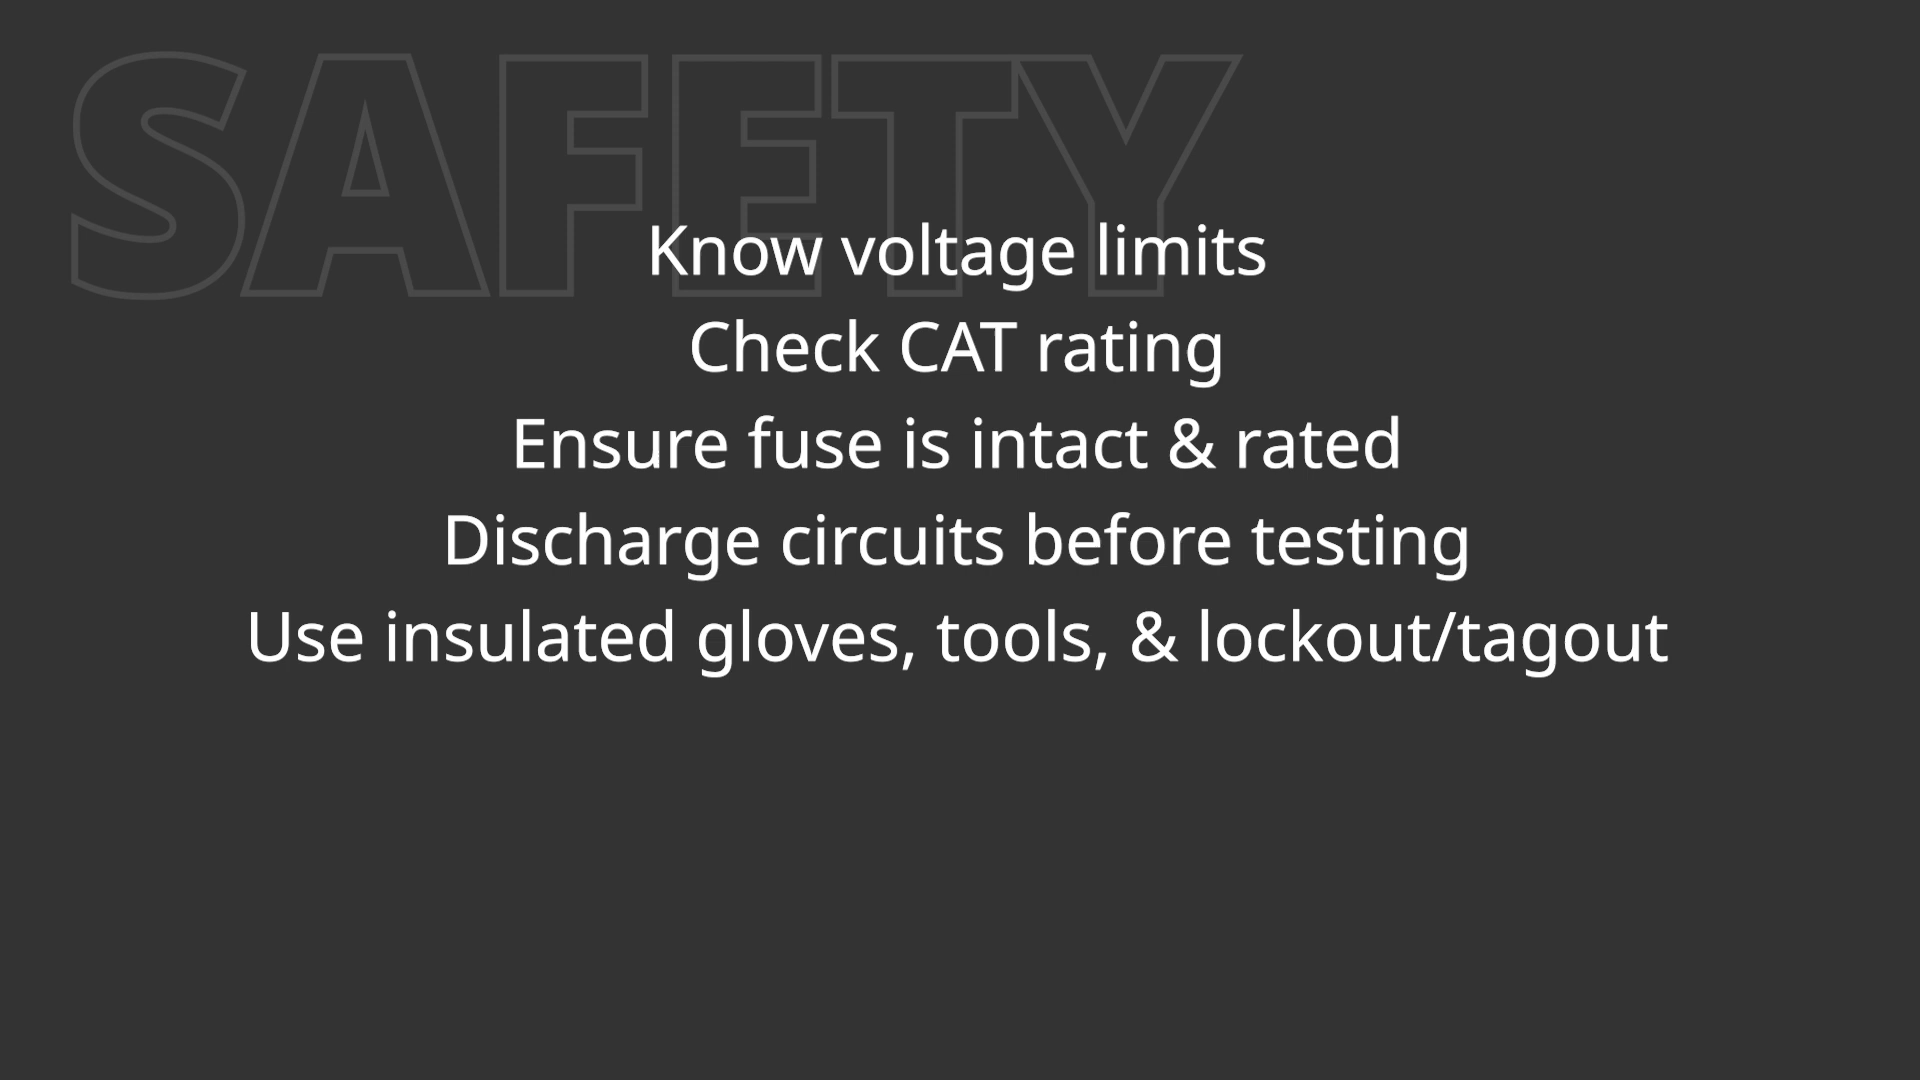 SAFETY
Know voltage limits
Check CAT rating
Ensure fuse is intact & rated
Discharge circuits before testing
Use insulated gloves, tools, & lockout/tagout